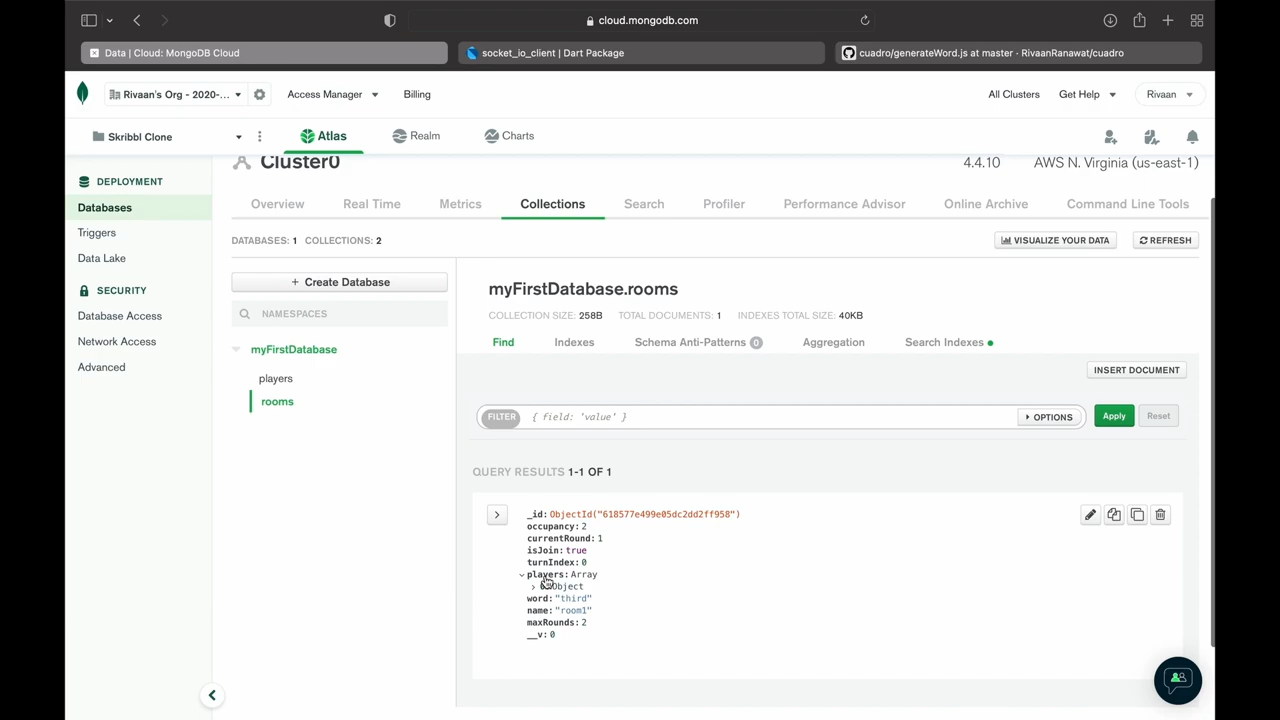 cloud.mongodb.com
Data | Cloud: MongoDB Cloud
socket_io_client | Dart Package
cuadro/generateWord.js at master · RivaanRanawat/cuadro
Rivaan's Org - 2020-...
Access Manager
Billing
All Clusters
Get Help
Rivaan
Skribbl Clone
Atlas
Realm
Charts
DEPLOYMENT
Databases
Triggers
Data Lake
SECURITY
Database Access
Network Access
Advanced
Cluster0
4.4.10
AWS N. Virginia (us-east-1)
Overview
Real Time
Metrics
Collections
Search
Profiler
Performance Advisor
Online Archive
Command Line Tools
DATABASES: 1 COLLECTIONS: 2
VISUALIZE YOUR DATA
REFRESH
+ Create Database
NAMESPACES
myFirstDatabase
players
rooms
myFirstDatabase.rooms
COLLECTION SIZE: 258B TOTAL DOCUMENTS: 1 INDEXES TOTAL SIZE: 40KB
Find
Indexes
Schema Anti-Patterns 0
Aggregation
Search Indexes
INSERT DOCUMENT
FILTER { field: 'value' }
OPTIONS
Apply
Reset
QUERY RESULTS 1-1 OF 1
_id: ObjectId("618577e499e05dc2dd2ff958")
occupancy: 2
currentRound: 1
isJoin: true
turnIndex: 0
players: Array
Object
word: "third"
name: "room1"
maxRounds: 2
__v: 0